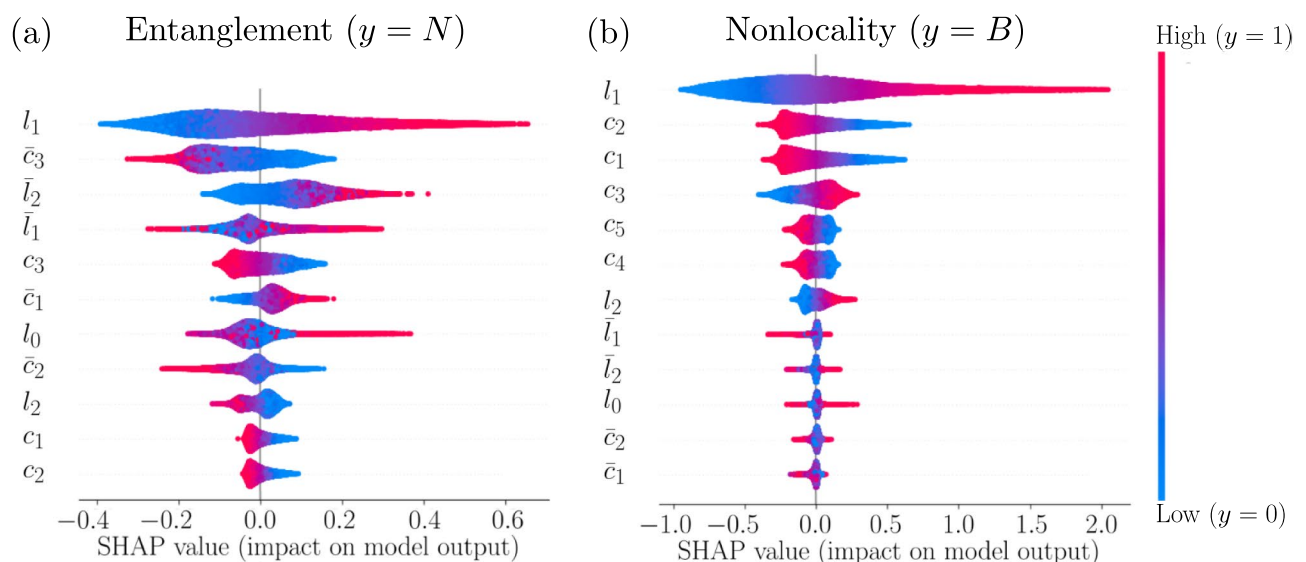 (a) Entanglement (y = N)
l₁
c̄₃
l̄₂
l̄₁
c₃
c̄₁
l₀
c̄₂
l₂
c₁
c₂
−0.4 −0.2 0.0 0.2 0.4 0.6
SHAP value (impact on model output)
(b) Nonlocality (y = B)
l₁
c₂
c₁
c₃
c₅
c₄
l₂
l̄₁
l̄₂
l₀
c̄₂
c̄₁
−1.0 −0.5 0.0 0.5 1.0 1.5 2.0
SHAP value (impact on model output)
High (y = 1)
Low (y = 0)